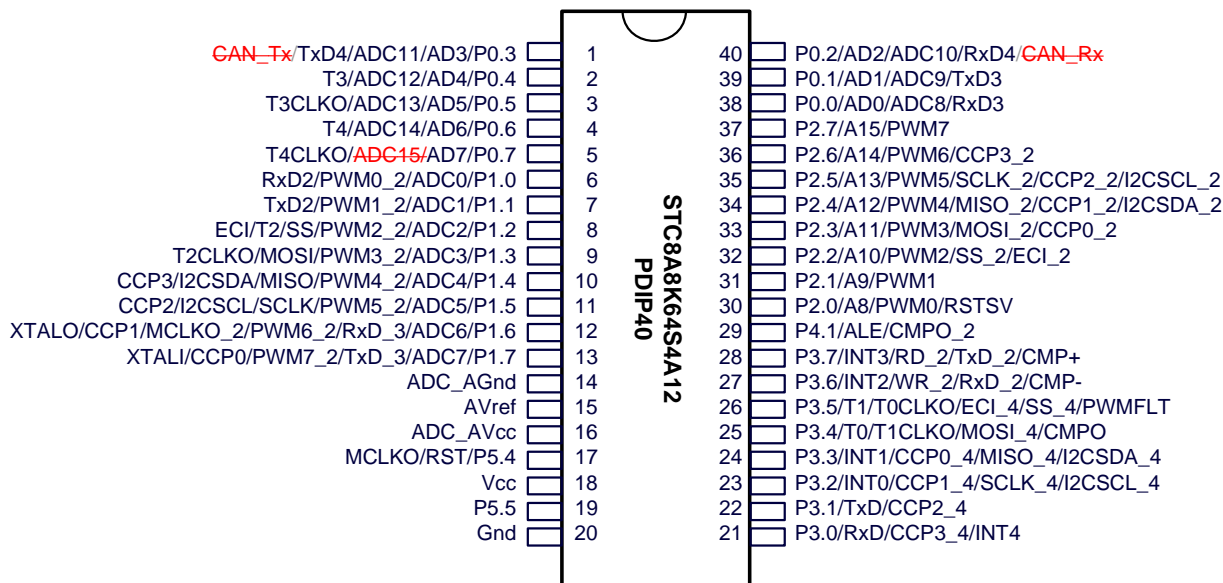 CAN_Tx/TxD4/ADC11/AD3/P0.3 1 40 P0.2/AD2/ADC10/RxD4/CAN_Rx
T3/ADC12/AD4/P0.4 2 39 P0.1/AD1/ADC9/TxD3
T3CLKO/ADC13/AD5/P0.5 3 38 P0.0/AD0/ADC8/RxD3
T4/ADC14/AD6/P0.6 4 37 P2.7/A15/PWM7
T4CLKO/ADC15/AD7/P0.7 5 36 P2.6/A14/PWM6/CCP3_2
RxD2/PWM0_2/ADC0/P1.0 6 35 P2.5/A13/PWM5/SCLK_2/CCP2_2/I2CSCL_2
TxD2/PWM1_2/ADC1/P1.1 7 34 P2.4/A12/PWM4/MISO_2/CCP1_2/I2CSDA_2
ECI/T2/SS/PWM2_2/ADC2/P1.2 8 33 P2.3/A11/PWM3/MOSI_2/CCP0_2
T2CLKO/MOSI/PWM3_2/ADC3/P1.3 9 32 P2.2/A10/PWM2/SS_2/ECI_2
CCP3/I2CSDA/MISO/PWM4_2/ADC4/P1.4 10 31 P2.1/A9/PWM1
CCP2/I2CSCL/SCLK/PWM5_2/ADC5/P1.5 11 30 P2.0/A8/PWM0/RSTSV
XTALO/CCP1/MCLKO_2/PWM6_2/RxD_3/ADC6/P1.6 12 29 P4.1/ALE/CMPO_2
XTALI/CCP0/PWM7_2/TxD_3/ADC7/P1.7 13 28 P3.7/INT3/RD_2/TxD_2/CMP+
ADC_AGnd 14 27 P3.6/INT2/WR_2/RxD_2/CMP-
AVref 15 26 P3.5/T1/T0CLKO/ECI_4/SS_4/PWMFLT
ADC_AVcc 16 25 P3.4/T0/T1CLKO/MOSI_4/CMPO
MCLKO/RST/P5.4 17 24 P3.3/INT1/CCP0_4/MISO_4/I2CSDA_4
Vcc 18 23 P3.2/INT0/CCP1_4/SCLK_4/I2CSCL_4
P5.5 19 22 P3.1/TxD/CCP2_4
Gnd 20 21 P3.0/RxD/CCP3_4/INT4
STC8A8K64S4A12
PDIP40